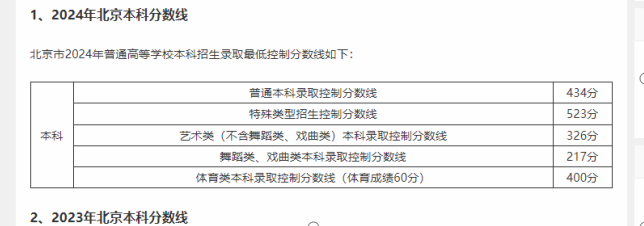 1、2024年北京本科分数线
北京市2024年普通高等学校本科招生录取最低控制分数线如下：
本科
普通本科录取控制分数线 434分
特殊类型招生控制分数线 523分
艺术类（不含舞蹈类、戏曲类）本科录取控制分数线 326分
舞蹈类、戏曲类本科录取控制分数线 217分
体育类本科录取控制分数线（体育成绩60分） 400分
2、2023年北京本科分数线